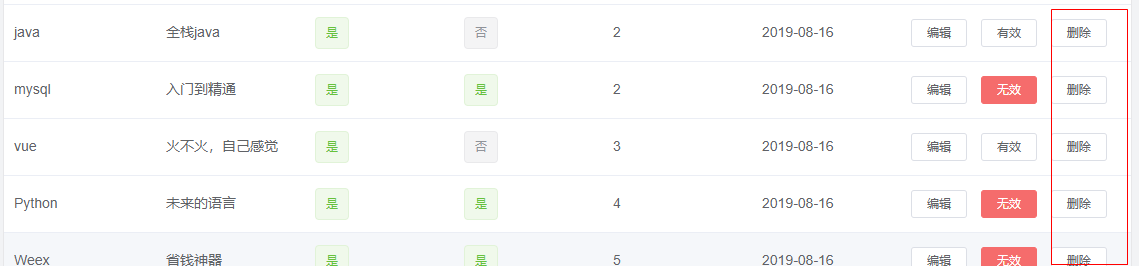 java 全栈java 是 否 2 2019-08-16 编辑 有效 删除
mysql 入门到精通 是 是 2 2019-08-16 编辑 无效 删除
vue 火不火，自己感觉 是 否 3 2019-08-16 编辑 有效 删除
Python 未来的语言 是 是 4 2019-08-16 编辑 无效 删除
Weex 省钱神器 是 是 5 2019-08-16 编辑 无效 删除